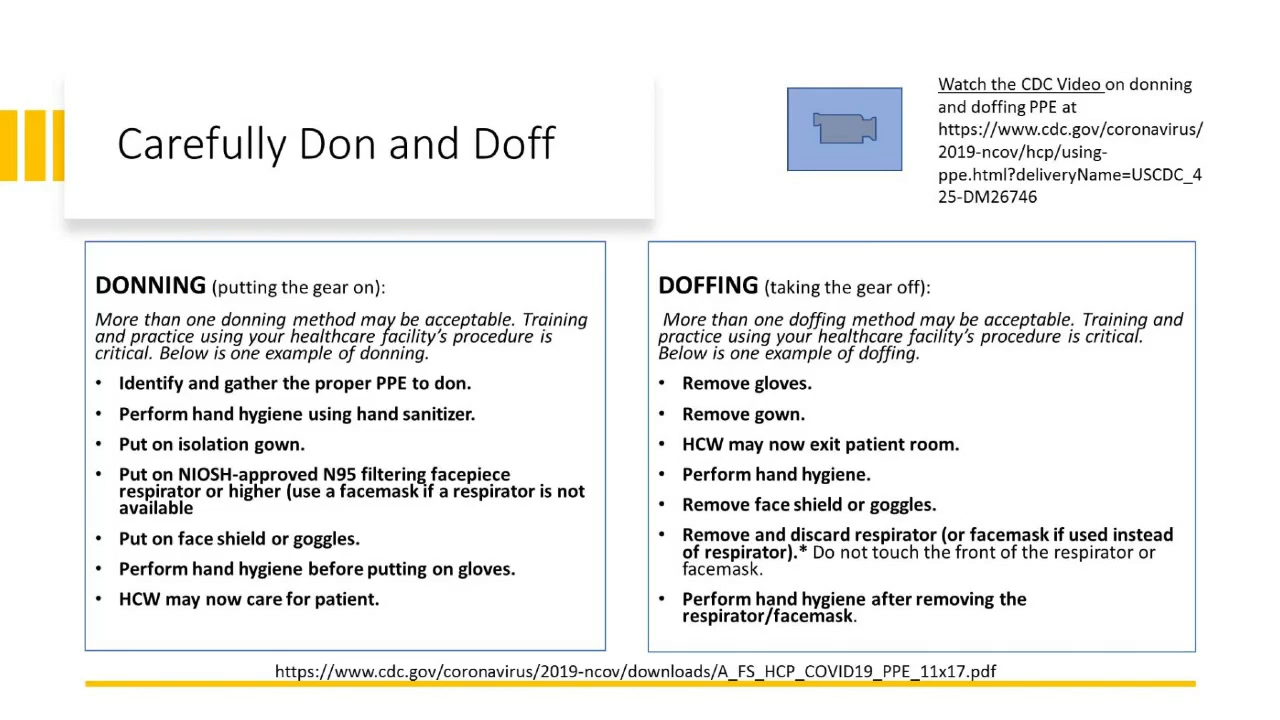 Carefully Don and Doff
Watch the CDC Video on donning
and doffing PPE at
https://www.cdc.gov/coronavirus/
2019-ncov/hcp/using-
ppe.html?deliveryName=USCDC_4
25-DM26746
DONNING (putting the gear on):
More than one donning method may be acceptable. Training
and practice using your healthcare facility’s procedure is
critical. Below is one example of donning.
• Identify and gather the proper PPE to don.
• Perform hand hygiene using hand sanitizer.
• Put on isolation gown.
• Put on NIOSH-approved N95 filtering facepiece
respirator or higher (use a facemask if a respirator is not
available
• Put on face shield or goggles.
• Perform hand hygiene before putting on gloves.
• HCW may now care for patient.
DOFFING (taking the gear off):
More than one doffing method may be acceptable. Training and
practice using your healthcare facility’s procedure is critical.
Below is one example of doffing.
• Remove gloves.
• Remove gown.
• HCW may now exit patient room.
• Perform hand hygiene.
• Remove face shield or goggles.
• Remove and discard respirator (or facemask if used instead
of respirator).* Do not touch the front of the respirator or
facemask.
• Perform hand hygiene after removing the
respirator/facemask.
https://www.cdc.gov/coronavirus/2019-ncov/downloads/A_FS_HCP_COVID19_PPE_11x17.pdf